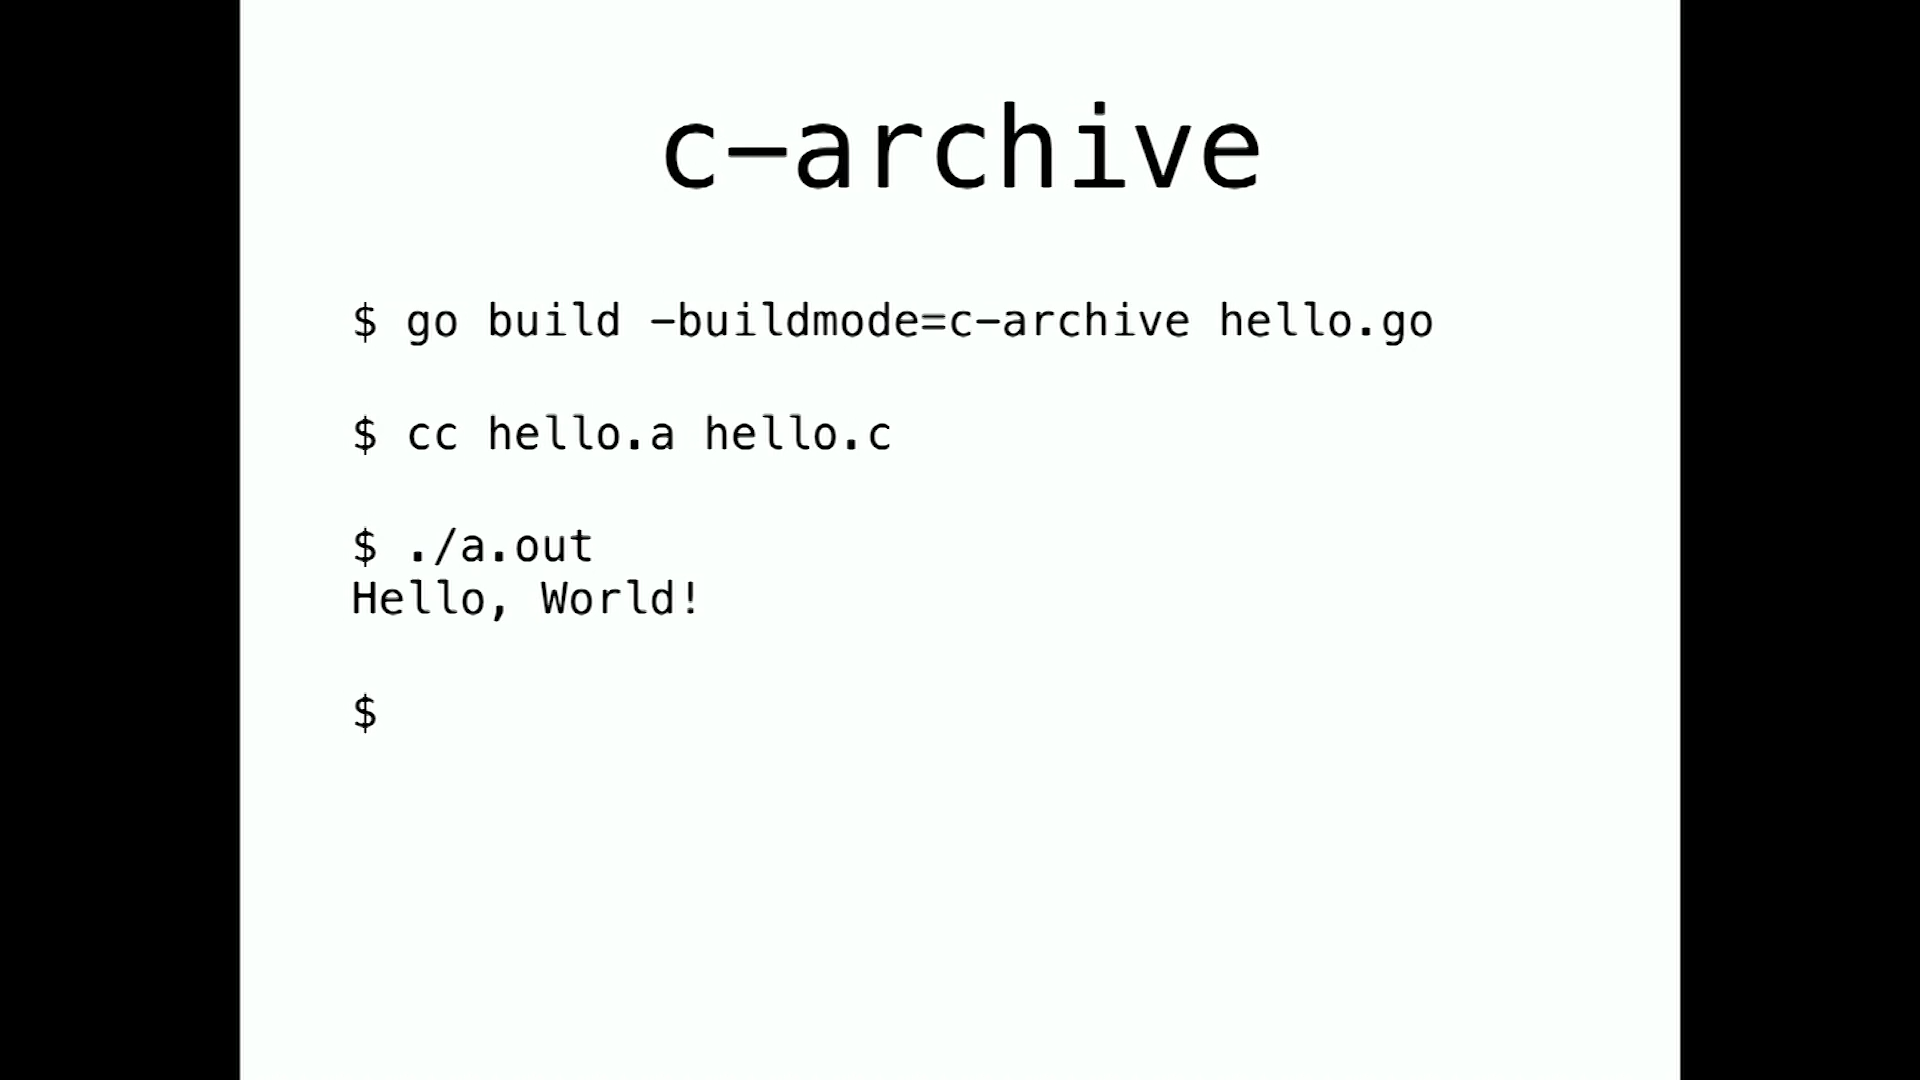 c-archive
$ go build -buildmode=c-archive hello.go
$ cc hello.a hello.c
$ ./a.out
Hello, World!
$